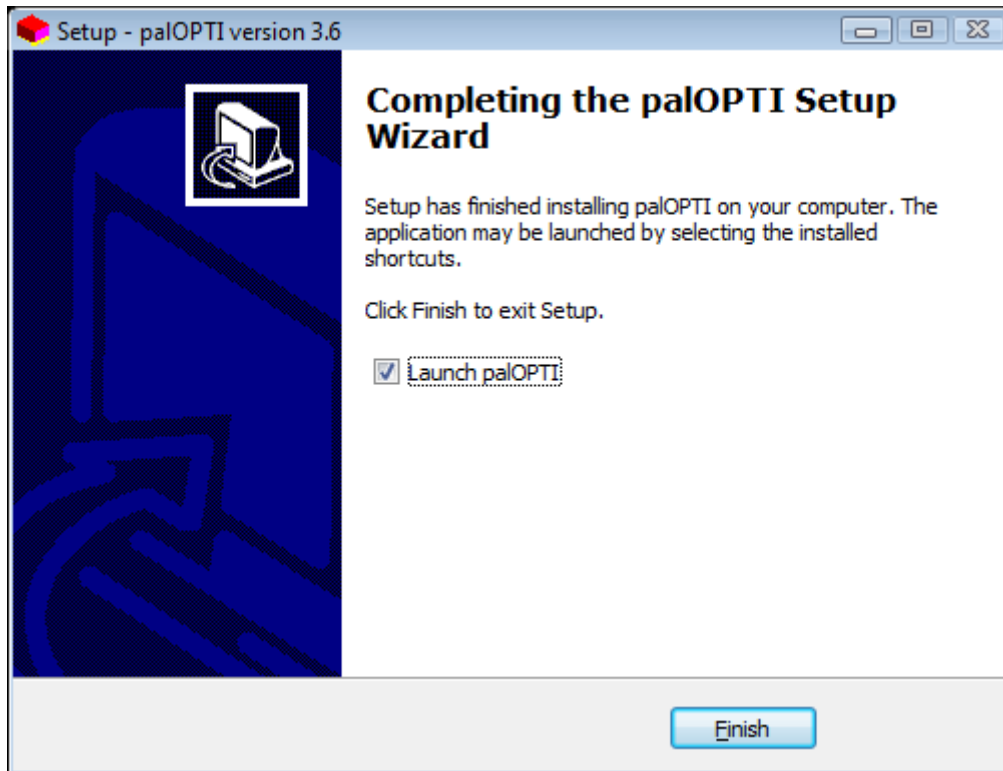 Setup - palOPTI version 3.6
Completing the palOPTI Setup
Wizard
Setup has finished installing palOPTI on your computer. The
application may be launched by selecting the installed
shortcuts.
Click Finish to exit Setup.
Launch palOPTI
Finish